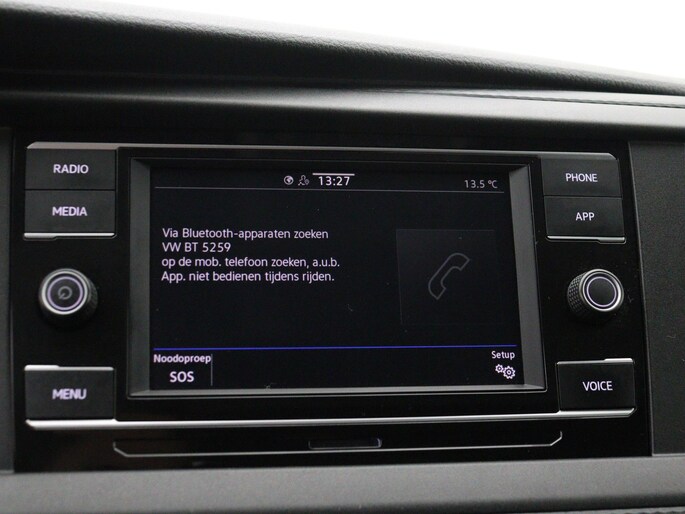 RADIO
MEDIA
MENU
13:27
13.5 °C
Via Bluetooth-apparaten zoeken
VW BT 5259
op de mob. telefoon zoeken, a.u.b.
App. niet bedienen tijdens rijden.
Noodoproep
SOS
Setup
PHONE
APP
VOICE